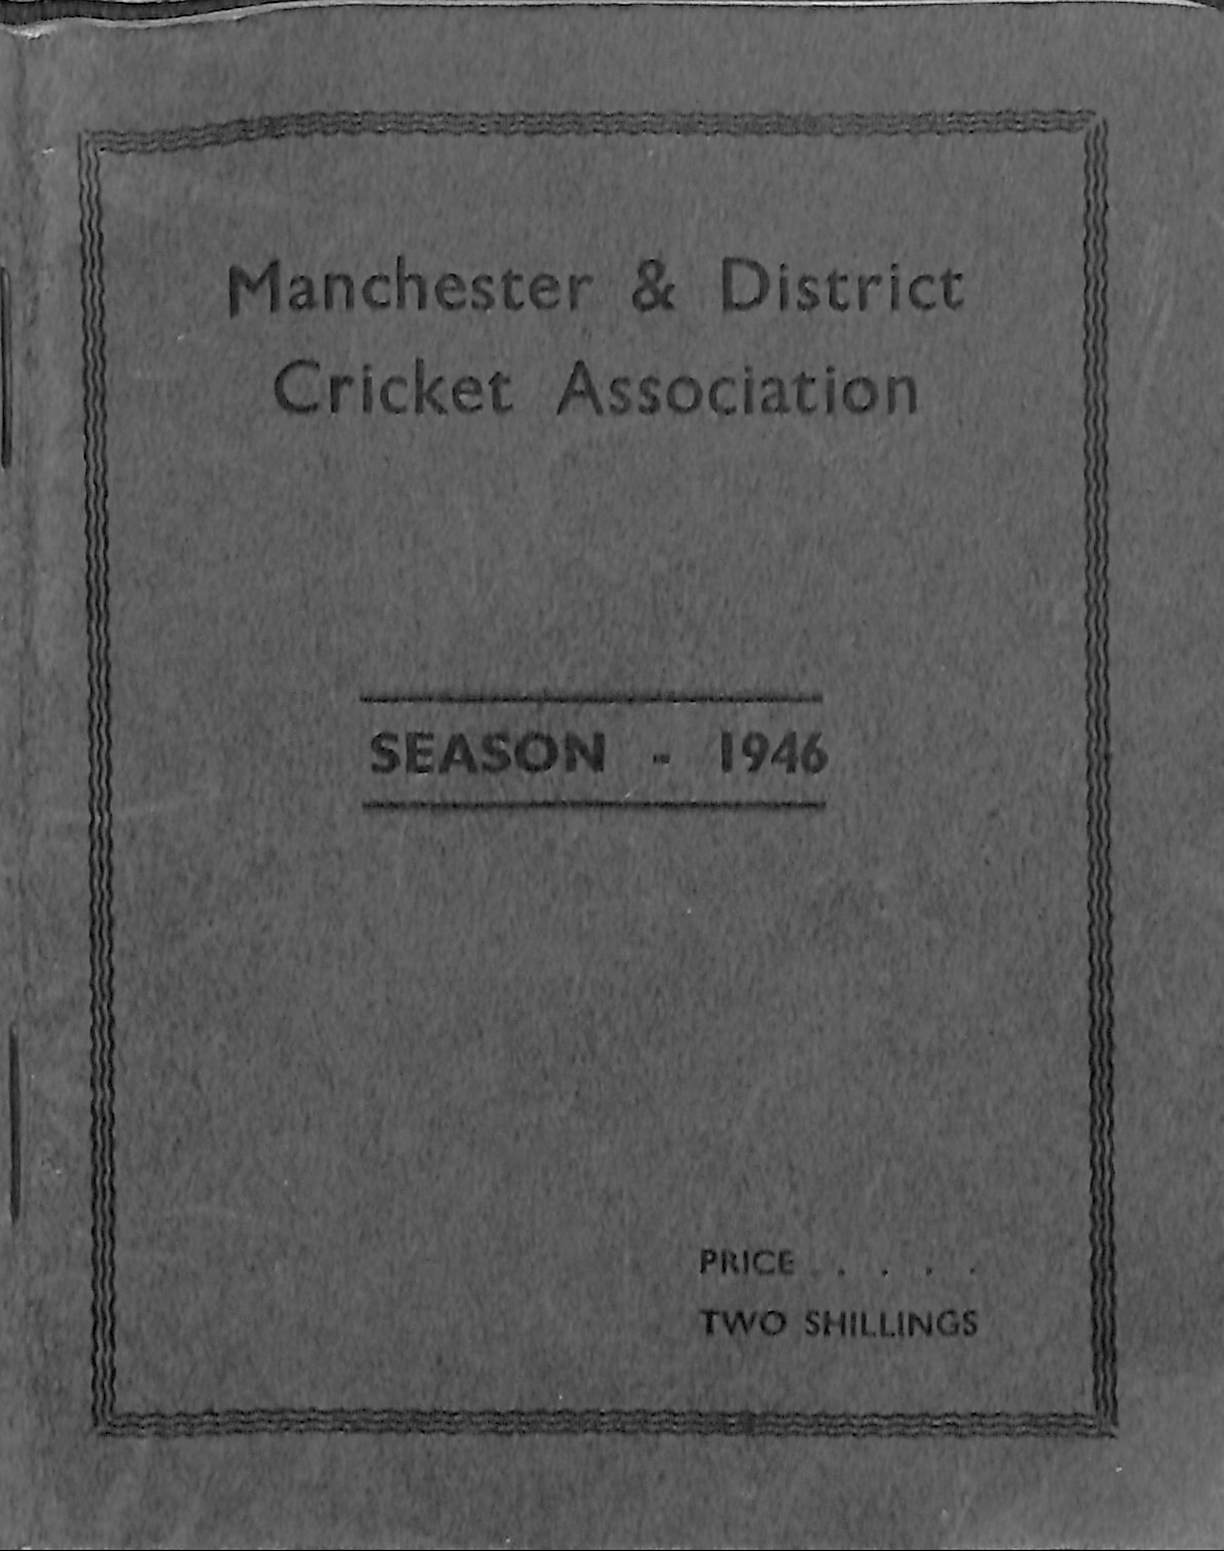 Manchester & District
Cricket Association
SEASON - 1946
PRICE . . . . .
TWO SHILLINGS